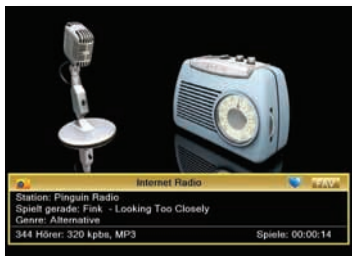 Internet Radio FAV
Station: Pinguin Radio
Spielt gerade: Fink - Looking Too Closely
Genre: Alternative
344 Hörer: 320 kpbs, MP3 Spiele: 00:00:14